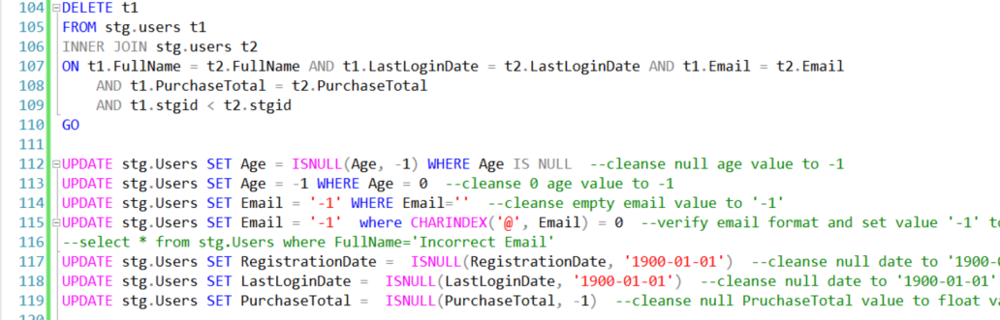 104 DELETE t1
105 FROM stg.users t1
106 INNER JOIN stg.users t2
107 ON t1.FullName = t2.FullName AND t1.LastLoginDate = t2.LastLoginDate AND t1.Email = t2.Email
108 AND t1.PurchaseTotal = t2.PurchaseTotal
109 AND t1.stgid < t2.stgid
110 GO
111
112 UPDATE stg.Users SET Age = ISNULL(Age, -1) WHERE Age IS NULL --cleanse null age value to -1
113 UPDATE stg.Users SET Age = -1 WHERE Age = 0 --cleanse 0 age value to -1
114 UPDATE stg.Users SET Email = '-1' WHERE Email='' --cleanse empty email value to '-1'
115 UPDATE stg.Users SET Email = '-1' where CHARINDEX('@', Email) = 0 --verify email format and set value '-1' to
116 --select * from stg.Users where FullName='Incorrect Email'
117 UPDATE stg.Users SET RegistrationDate = ISNULL(RegistrationDate, '1900-01-01') --cleanse null date to '1900-0
118 UPDATE stg.Users SET LastLoginDate = ISNULL(LastLoginDate, '1900-01-01') --cleanse null date to '1900-01-01'
119 UPDATE stg.Users SET PurchaseTotal = ISNULL(PurchaseTotal, -1) --cleanse null PruchaseTotal value to float va
120